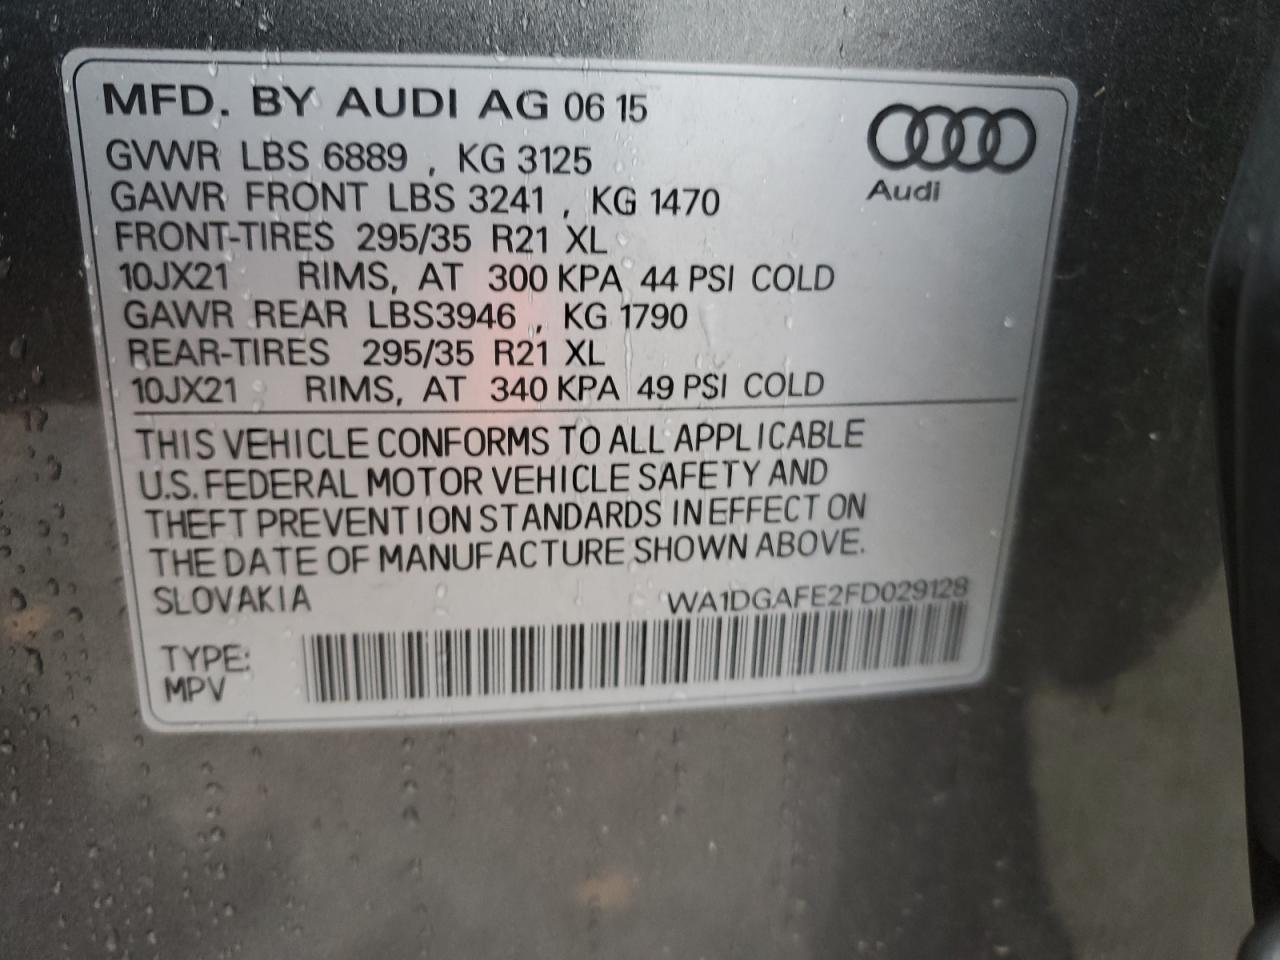 MFD. BY AUDI AG 06 15
GVWR LBS 6889 , KG 3125
GAWR FRONT LBS 3241 , KG 1470
FRONT-TIRES 295/35 R21 XL
10JX21 RIMS, AT 300 KPA 44 PSI COLD
GAWR REAR LBS3946 , KG 1790
REAR-TIRES 295/35 R21 XL
10JX21 RIMS, AT 340 KPA 49 PSI COLD
Audi
THIS VEHICLE CONFORMS TO ALL APPLICABLE
U.S. FEDERAL MOTOR VEHICLE SAFETY AND
THEFT PREVENTION STANDARDS IN EFFECT ON
THE DATE OF MANUFACTURE SHOWN ABOVE.
SLOVAKIA WA1DGAFE2FD029128
TYPE:
MPV